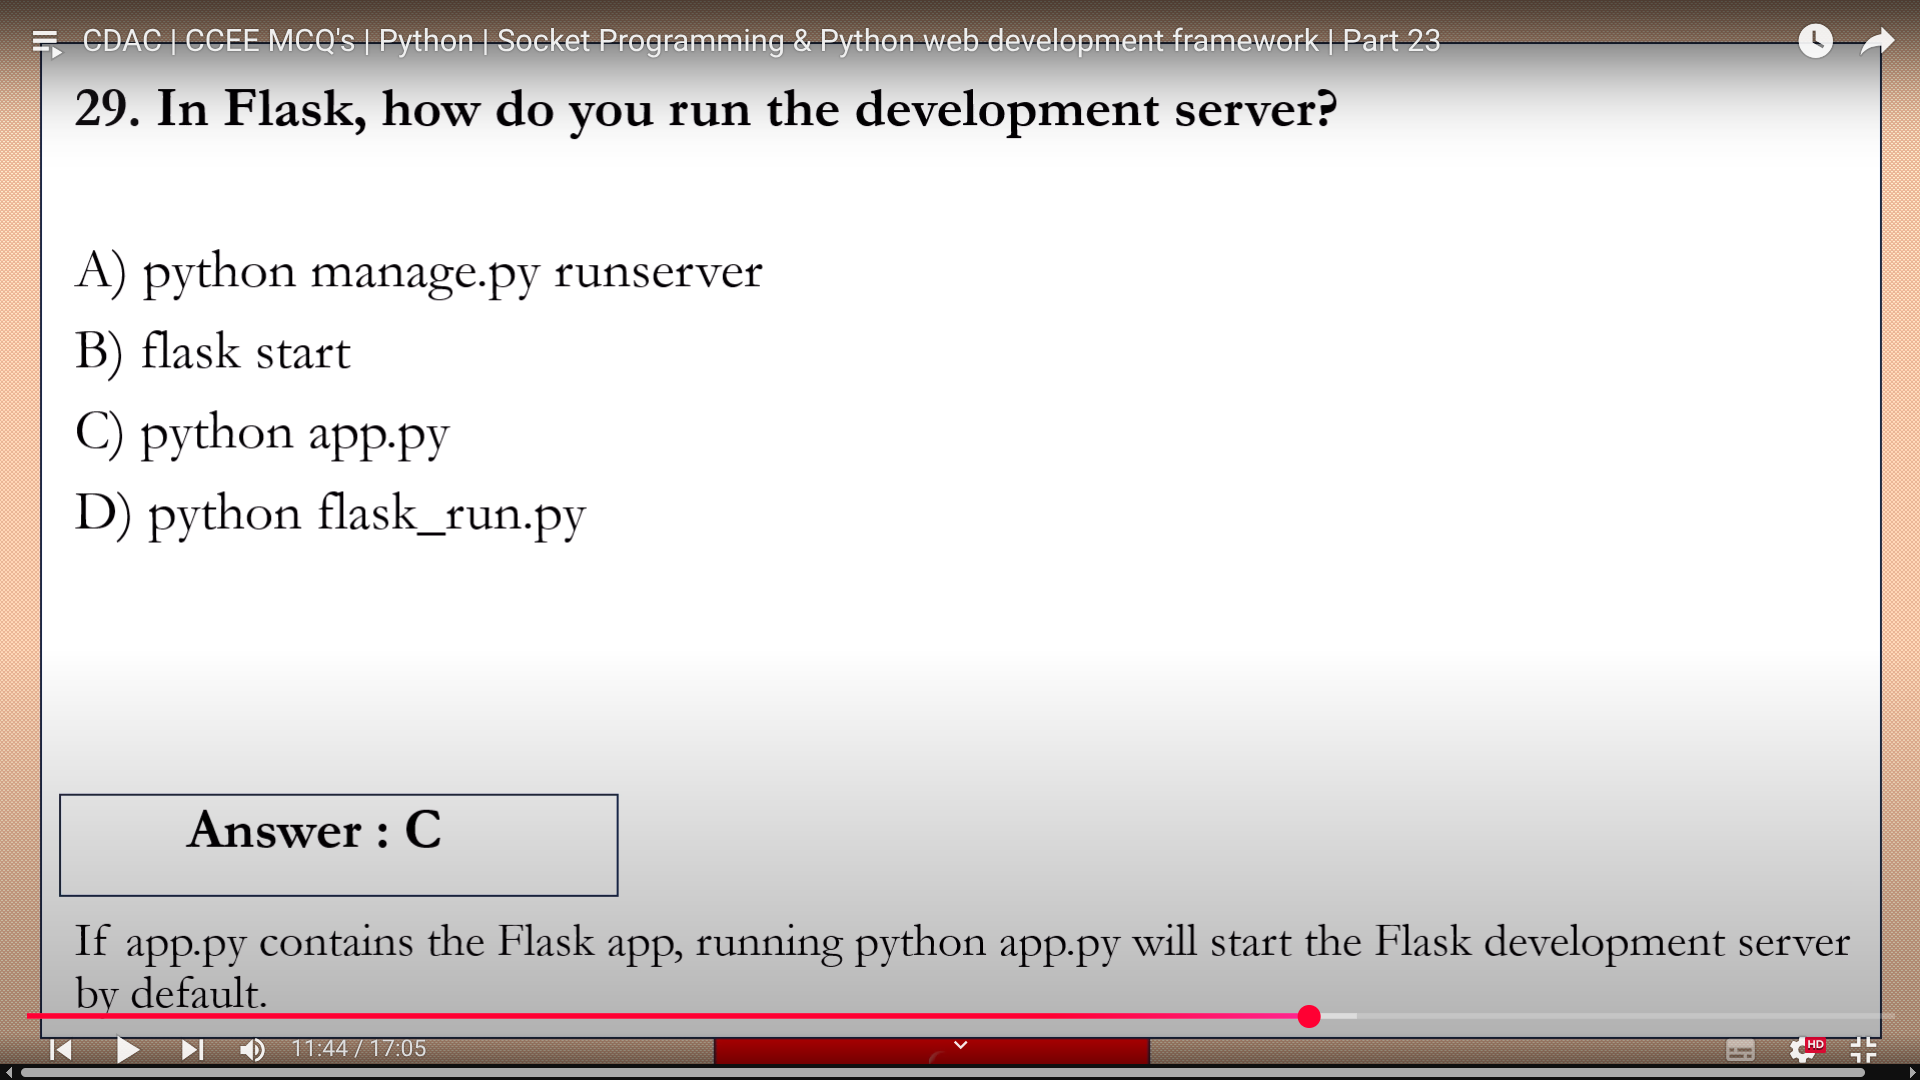 CDAC | CCEE MCQ's | Python | Socket Programming & Python web development framework | Part 23
29. In Flask, how do you run the development server?
A) python manage.py runserver
B) flask start
C) python app.py
D) python flask_run.py
Answer : C
If app.py contains the Flask app, running python app.py will start the Flask development server
by default.
11:44 / 17:05
HD